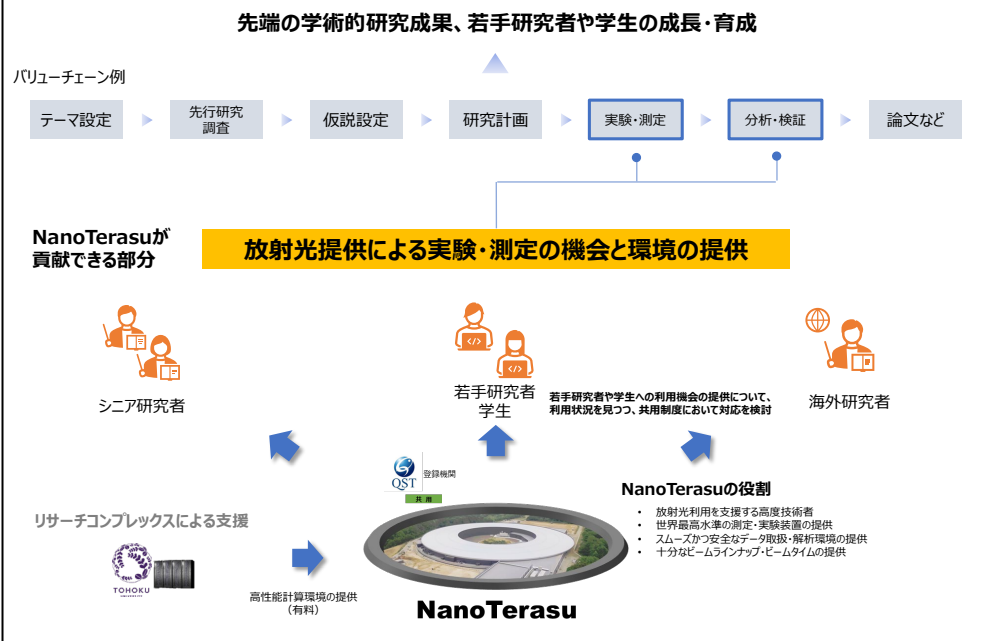 先端の学術的研究成果、若手研究者や学生の成長・育成
バリューチェーン例
テーマ設定
先行研究
調査
仮説設定
研究計画
実験・測定
分析・検証
論文など
NanoTerasuが
貢献できる部分
放射光提供による実験・測定の機会と環境の提供
シニア研究者
若手研究者
学生
若手研究者や学生への利用機会の提供について、
利用状況を見つつ、共用制度において対応を検討
海外研究者
QST
登録機関
共用
NanoTerasuの役割
• 放射光利用を支援する高度技術者
• 世界最高水準の測定・実験装置の提供
• スムーズかつ安全なデータ取扱・解析環境の提供
• 十分なビームラインナップ・ビームタイムの提供
リサーチコンプレックスによる支援
TOHOKU
高性能計算環境の提供
（有料）
NanoTerasu